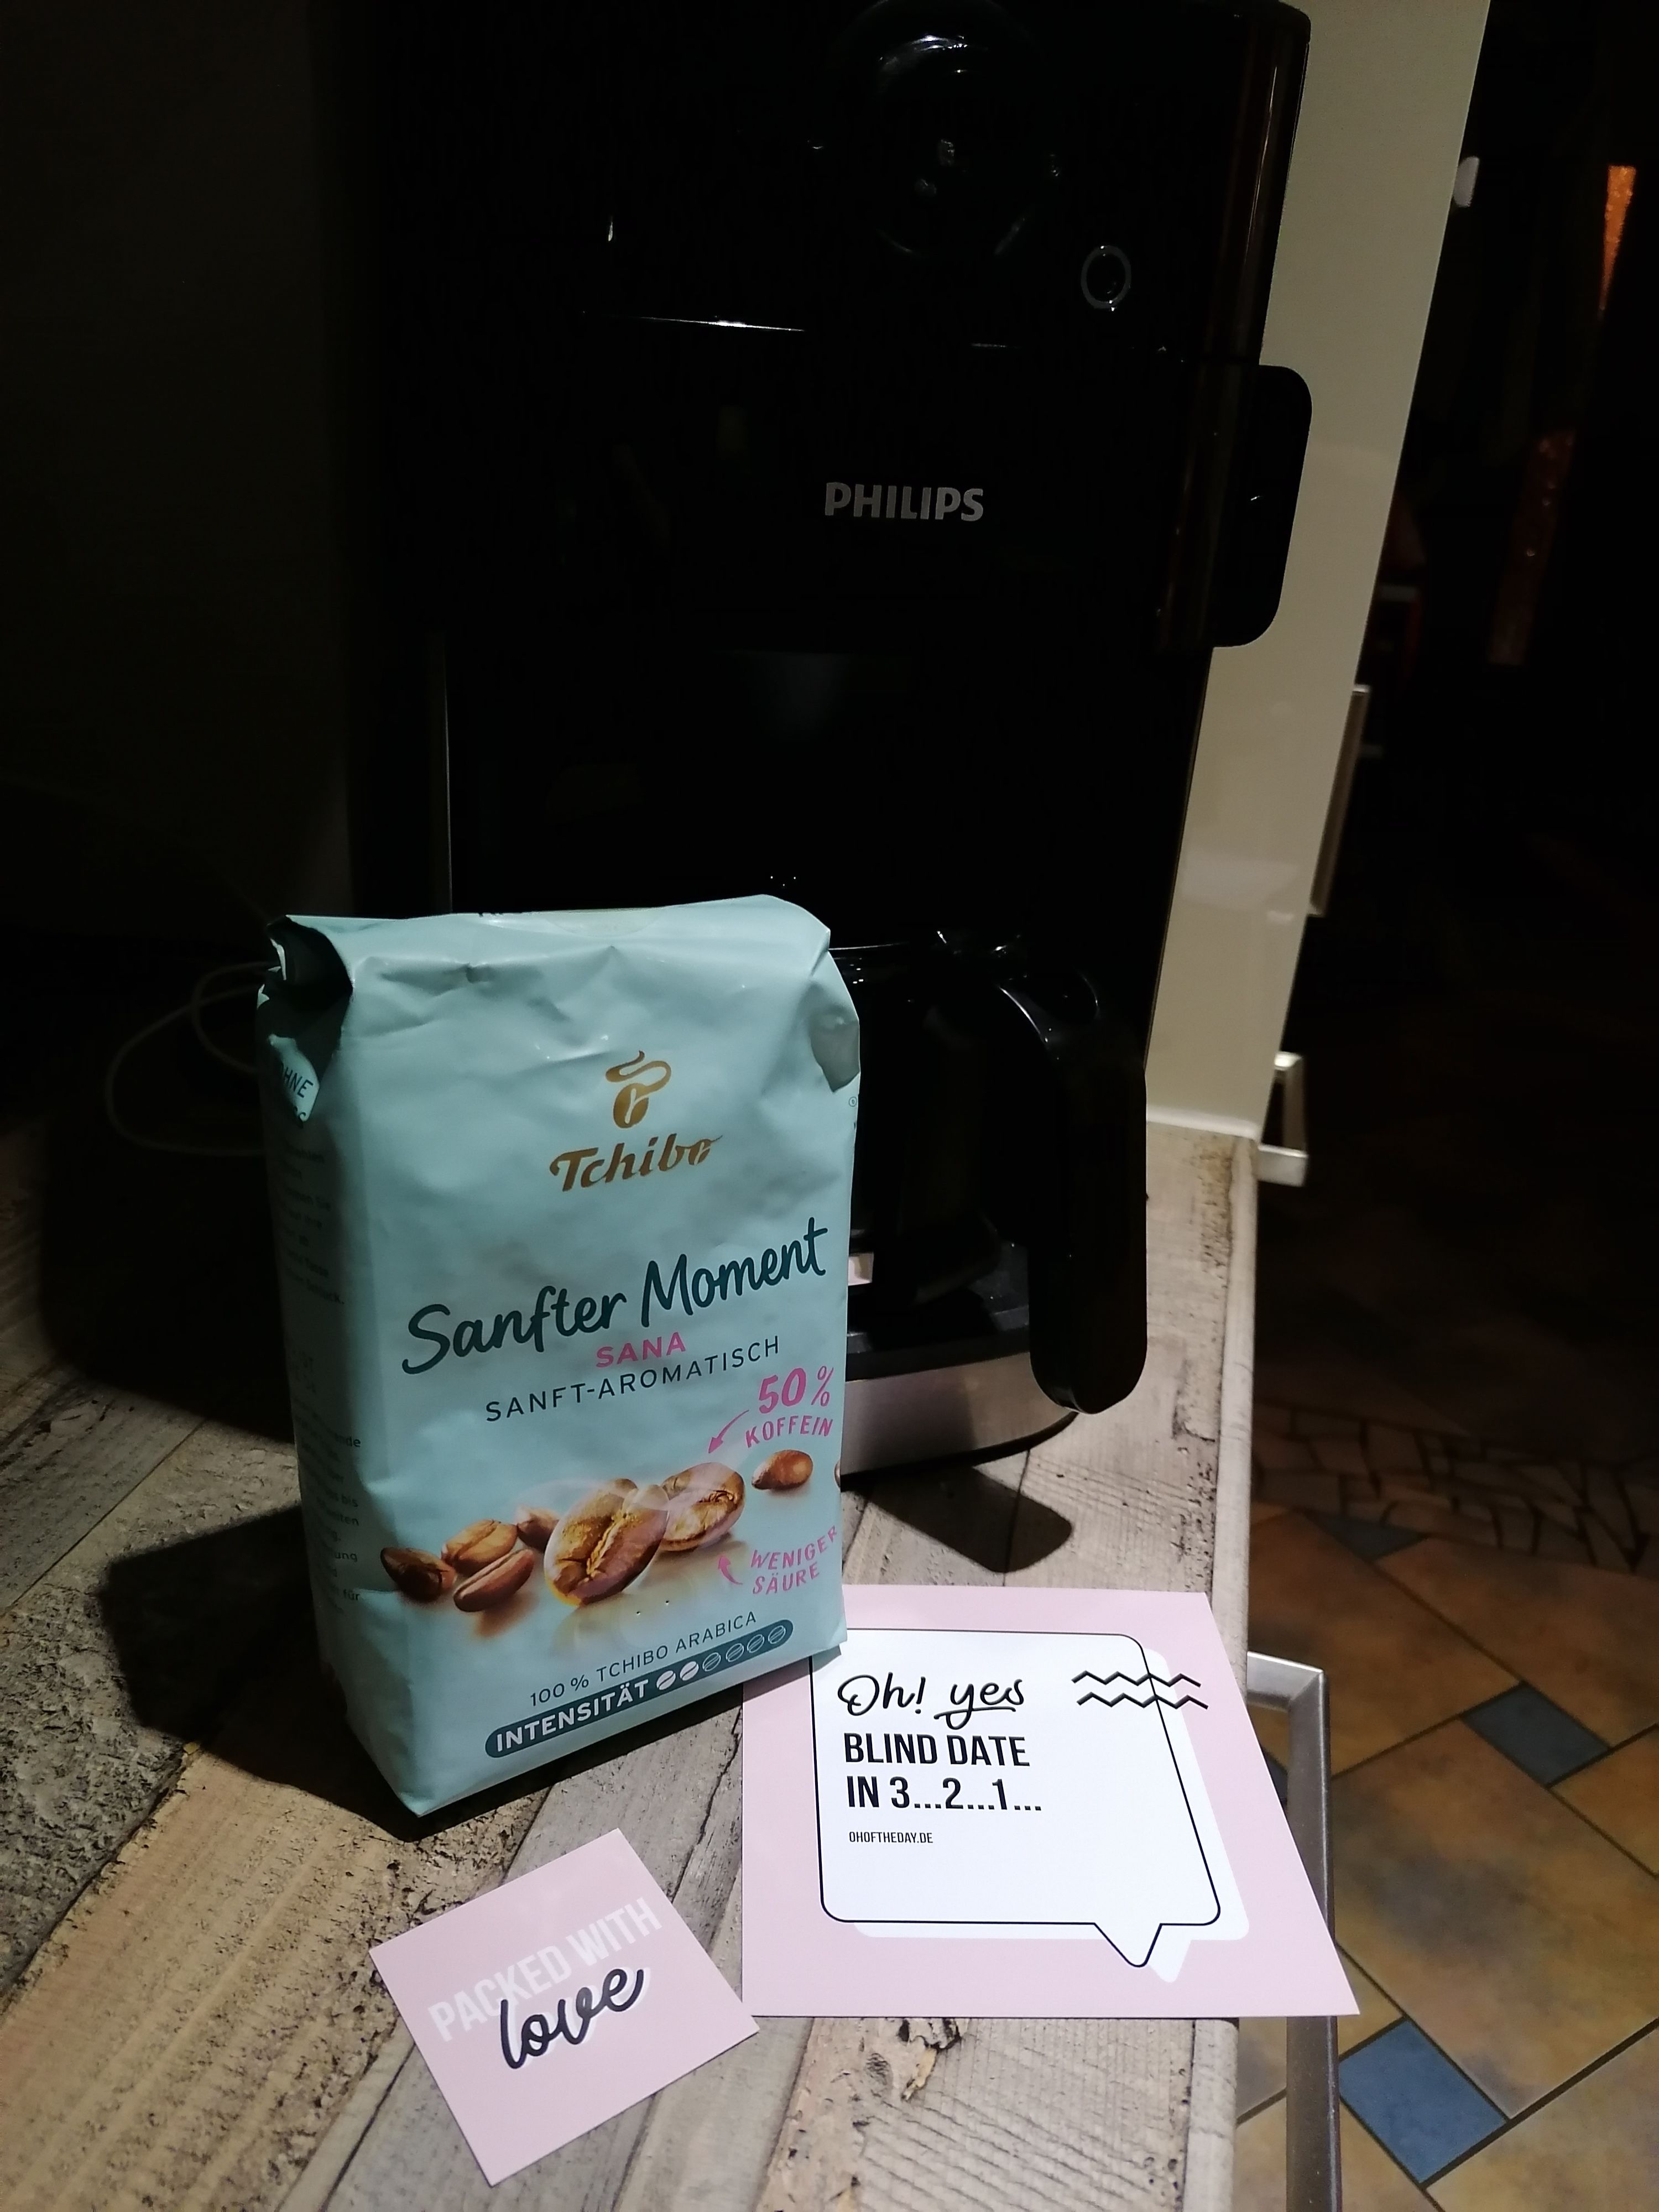 PHILIPS
HNE
Tchibo
Sanfter Moment
SANA
SANFT-AROMATISCH
50%
KOFFEIN
WENIGER
SÄURE
100% TCHIBO ARABICA
INTENSITÄT
Oh! yes
BLIND DATE
IN 3...2...1...
OHOFTHEDAY.DE
PACKED WITH
love